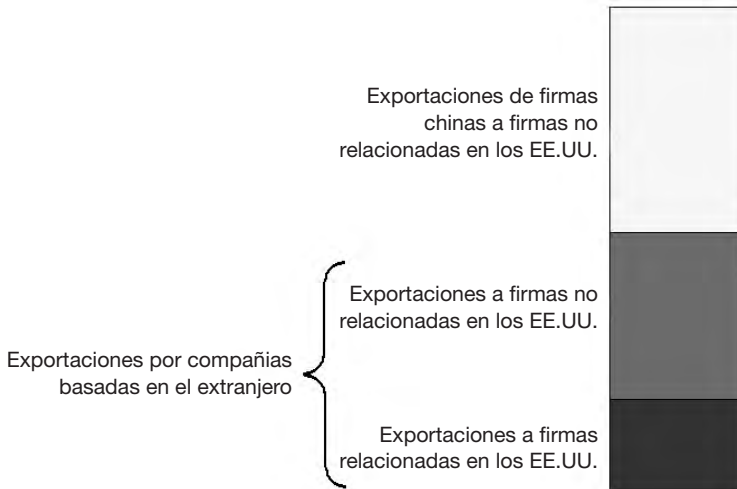 Exportaciones de firmas
chinas a firmas no
relacionadas en los EE.UU.
Exportaciones a firmas no
relacionadas en los EE.UU.
Exportaciones por compañias
basadas en el extranjero
Exportaciones a firmas
relacionadas en los EE.UU.